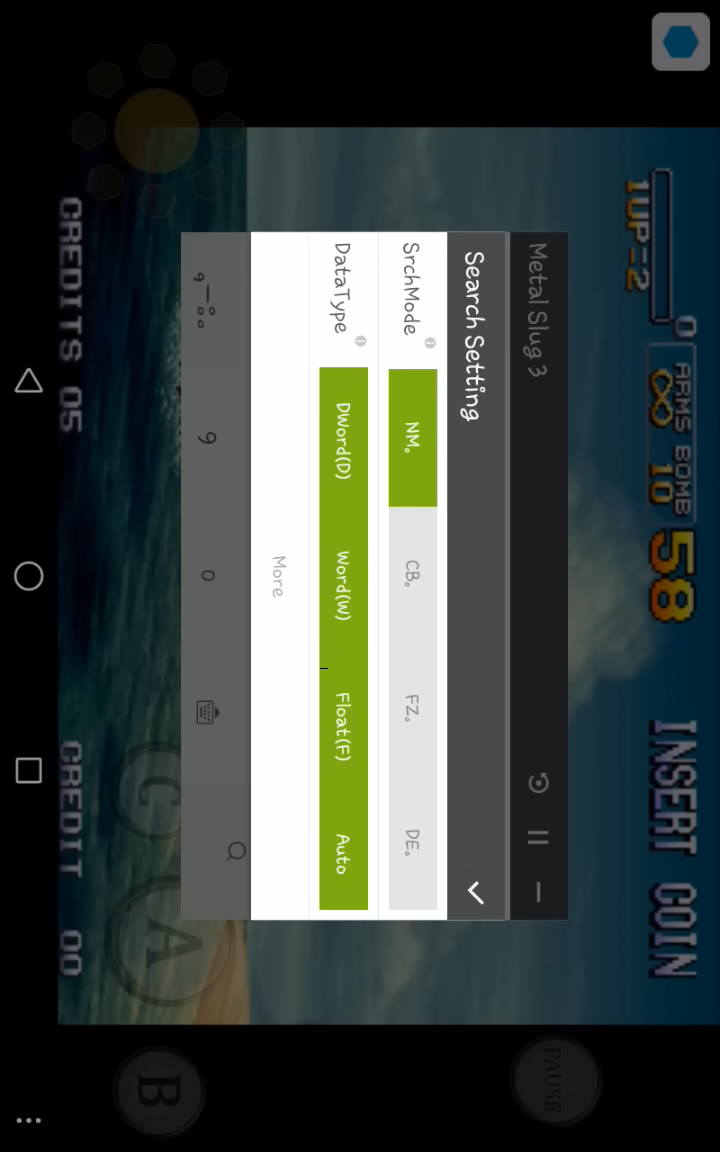 1UP=2
0
ARMS BOMB
∞ 10
58
INSERT COIN
Metal Slug 3
Search Setting
SrchMode
NM。
CB。
FZ。
DE。
DataType
DWord(D)
Word(W)
Float(F)
Auto
More
9
0
C
A
B
PAUSE
CREDITS 05
CREDIT 00